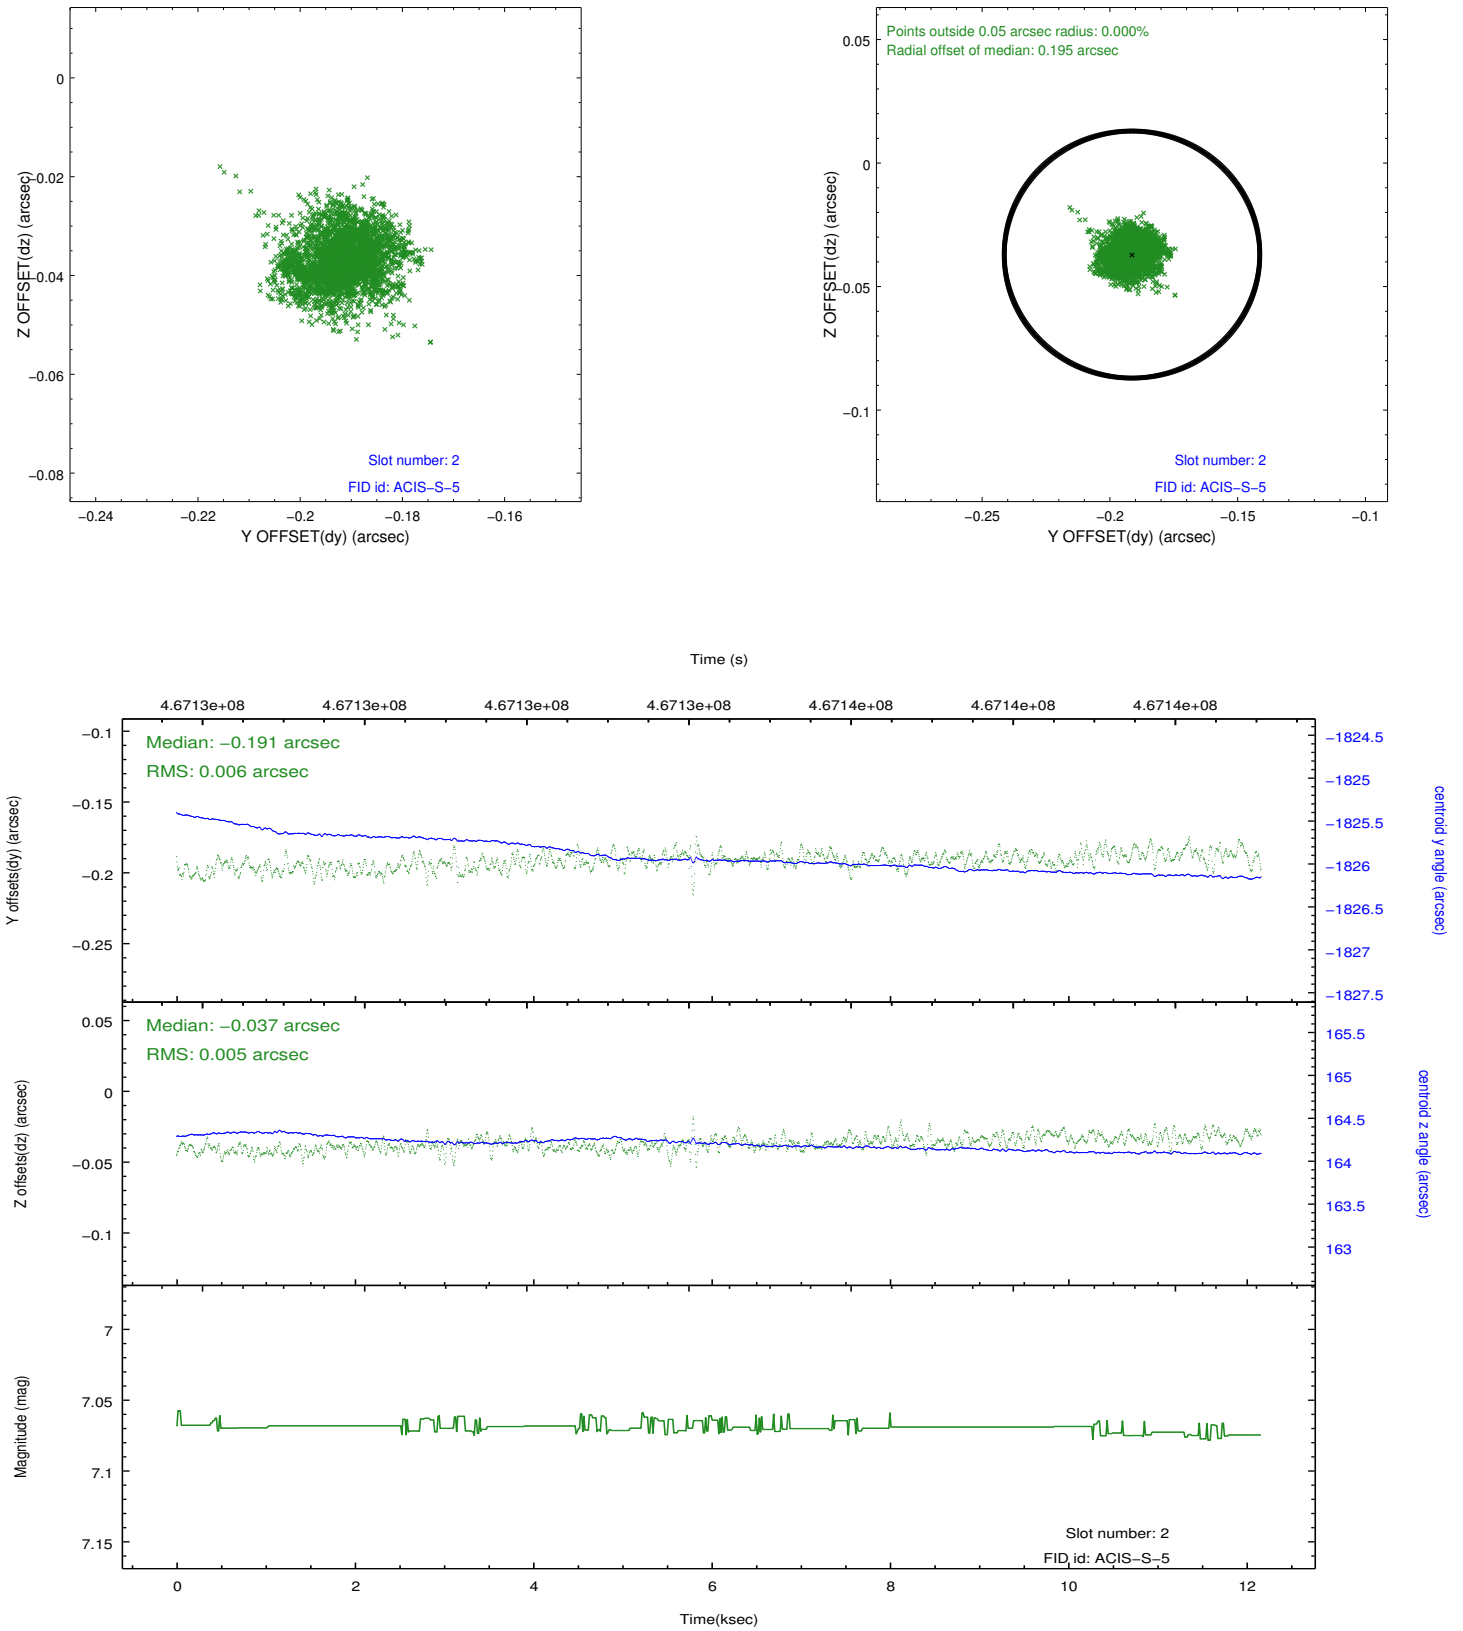 0
−0.02
−0.04
−0.06
−0.08
Z OFFSET(dz) (arcsec)
Slot number: 2
FID id: ACIS−S−5
−0.24 −0.22 −0.2 −0.18 −0.16
Y OFFSET(dy) (arcsec)
Points outside 0.05 arcsec radius: 0.000%
Radial offset of median: 0.195 arcsec
0.05
0
−0.05
−0.1
Z OFFSET(dz) (arcsec)
Slot number: 2
FID id: ACIS−S−5
−0.25 −0.2 −0.15 −0.1
Y OFFSET(dy) (arcsec)
Time (s)
4.6713e+08 4.6713e+08 4.6713e+08 4.6713e+08 4.6714e+08 4.6714e+08 4.6714e+08
Median: −0.191 arcsec
RMS: 0.006 arcsec
−0.1
−0.15
−0.2
−0.25
Y offsets(dy) (arcsec)
−1824.5
−1825
−1825.5
−1826
−1826.5
−1827
−1827.5
centroid y angle (arcsec)
Median: −0.037 arcsec
RMS: 0.005 arcsec
0.05
0
−0.05
−0.1
Z offsets(dz) (arcsec)
165.5
165
164.5
164
163.5
163
centroid z angle (arcsec)
7
7.05
7.1
7.15
Magnitude (mag)
Slot number: 2
FID id: ACIS−S−5
0 2 4 6 8 10 12
Time(ksec)